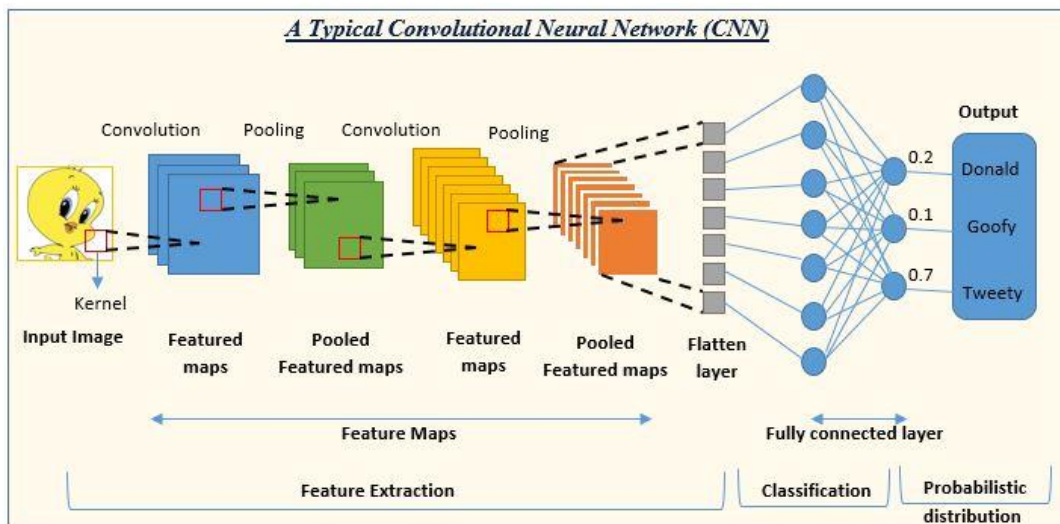 A Typical Convolutional Neural Network (CNN)
Convolution
Pooling
Convolution
Pooling
Output
0.2
Donald
0.1
Goofy
0.7
Tweety
Kernel
Input Image
Featured
maps
Pooled
Featured maps
Featured
maps
Pooled
Featured maps
Flatten
layer
Feature Maps
Fully connected layer
Feature Extraction
Classification
Probabilistic
distribution